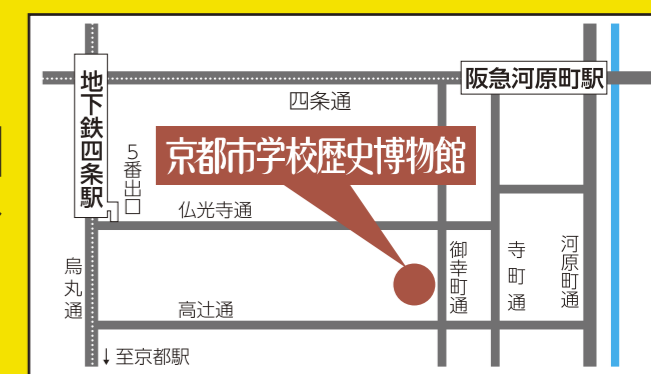 阪急河原町駅
地下鉄四条駅
四条通
5番出口
京都市学校歴史博物館
仏光寺通
烏丸通
御幸町通
寺町通
河原町通
高辻通
↓至京都駅